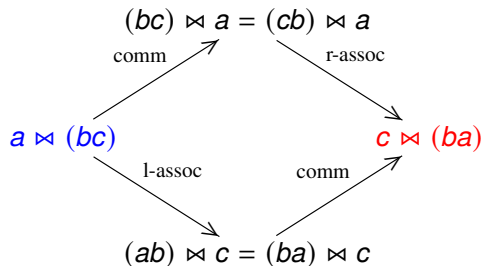 (bc) ⋈ a = (cb) ⋈ a
comm
r-assoc
a ⋈ (bc)
c ⋈ (ba)
l-assoc
comm
(ab) ⋈ c = (ba) ⋈ c